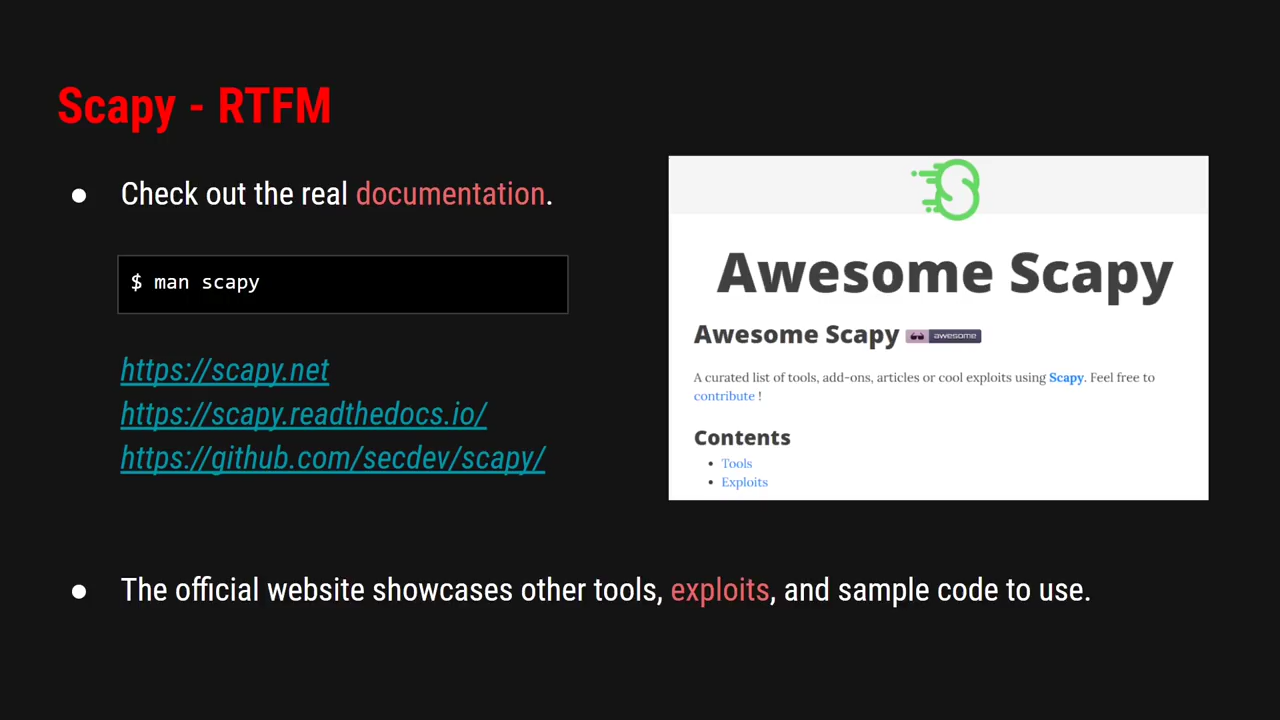 Scapy - RTFM
● Check out the real documentation.
$ man scapy
https://scapy.net
https://scapy.readthedocs.io/
https://github.com/secdev/scapy/
Awesome Scapy
Awesome Scapy awesome
A curated list of tools, add-ons, articles or cool exploits using Scapy. Feel free to
contribute !
Contents
• Tools
• Exploits
● The official website showcases other tools, exploits, and sample code to use.